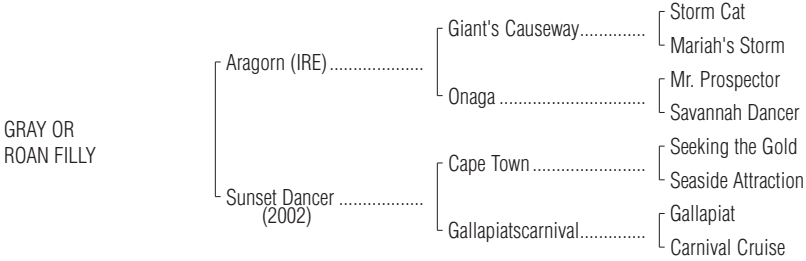 Storm Cat
Giant's Causeway..............
Mariah's Storm
Aragorn (IRE) ....................
Mr. Prospector
Onaga ...............................
Savannah Dancer
GRAY OR
ROAN FILLY
Seeking the Gold
Cape Town ........................
Seaside Attraction
Sunset Dancer ..................
(2002)
Gallapiat
Gallapiatscarnival..............
Carnival Cruise